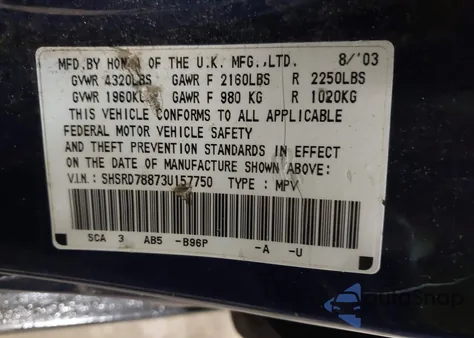 MFD.BY HONDA OF THE U.K. MFG.,LTD. 8/'03
GVWR 4320LBS GAWR F 2160LBS R 2250LBS
GVWR 1960KG GAWR F 980 KG R 1020KG
THIS VEHICLE CONFORMS TO ALL APPLICABLE
FEDERAL MOTOR VEHICLE SAFETY
AND THEFT PREVENTION STANDARDS IN EFFECT
ON THE DATE OF MANUFACTURE SHOWN ABOVE:
V.I.N.: SHSRD78873U157750 TYPE : MPV
SCA 3 AB5 -B96P -A -U
autoSnap